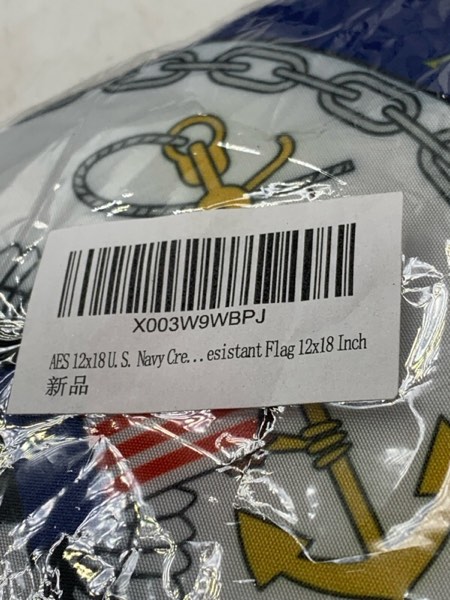 X003W9WBPJ
AES 12x18 U. S. Navy Cre... esistant Flag 12x18 Inch
新品